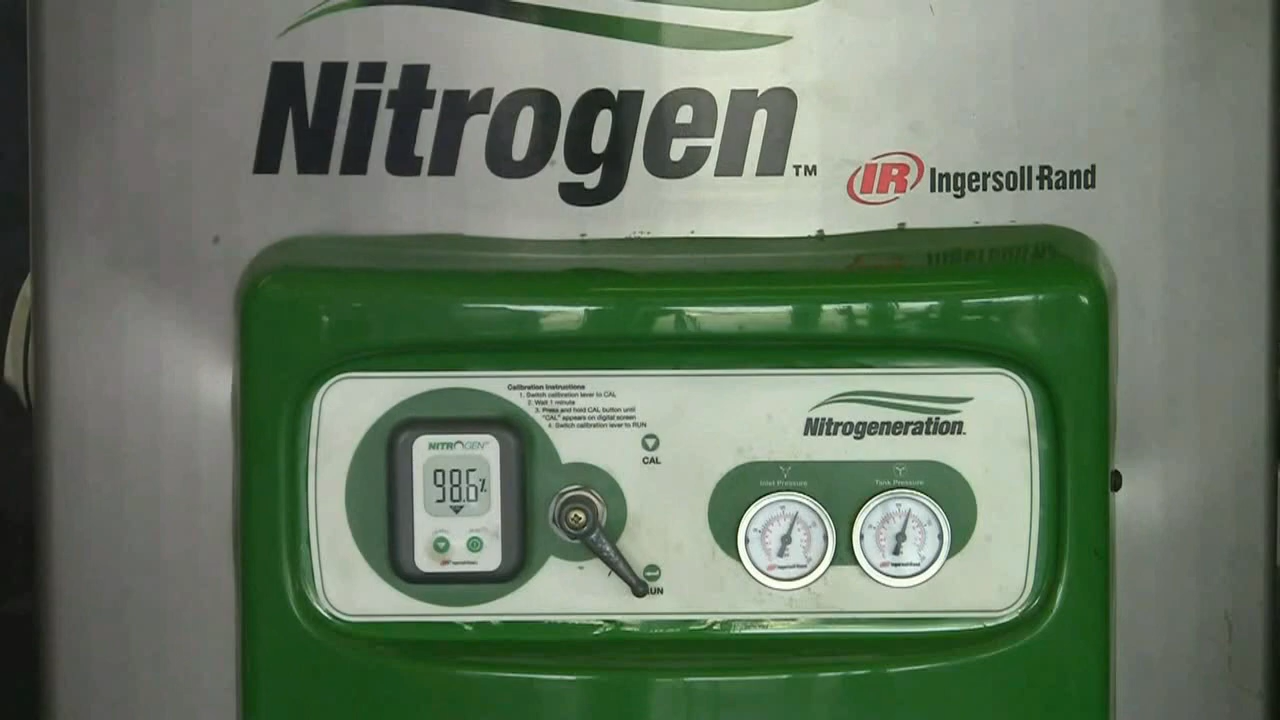 Nitrogen™
IR Ingersoll-Rand
Calibration Instructions
1. Switch calibration lever to CAL
2. Wait 1 minute
3. Press and hold CAL button until
"CAL" appears on digital screen
4. Switch calibration lever to RUN
CAL
Nitrogeneration.
NITROGEN
98.6%
Inlet Pressure
Tank Pressure
IngersollRand
IngersollRand
RUN